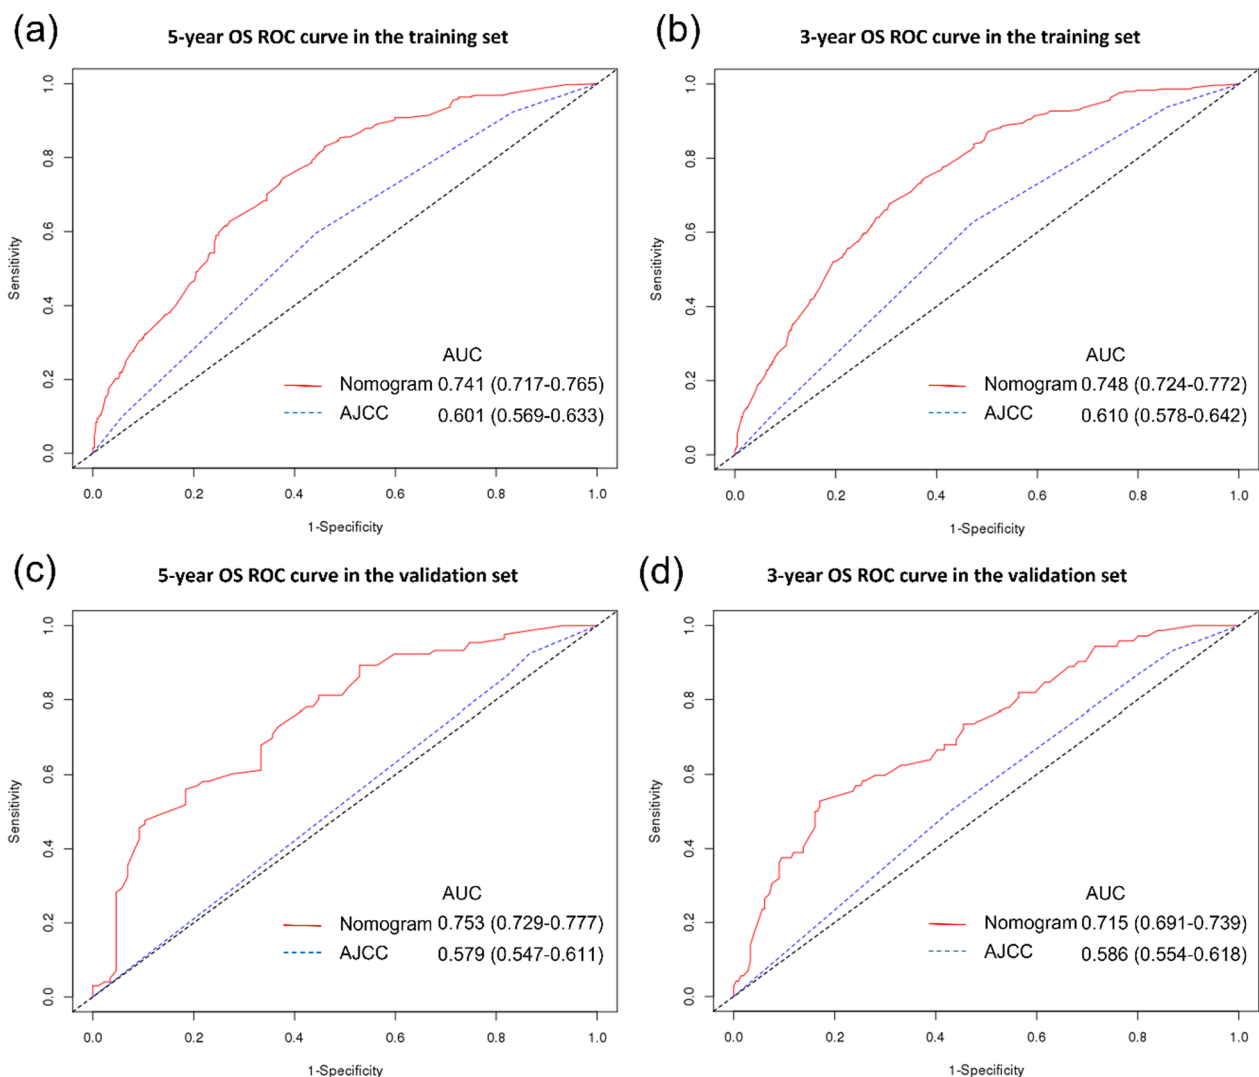 (a)
5-year OS ROC curve in the training set
Sensitivity
0.0 0.2 0.4 0.6 0.8 1.0
AUC
Nomogram 0.741 (0.717-0.765)
AJCC 0.601 (0.569-0.633)
0.0 0.2 0.4 0.6 0.8 1.0
1-Specificity
(b)
3-year OS ROC curve in the training set
Sensitivity
0.0 0.2 0.4 0.6 0.8 1.0
AUC
Nomogram 0.748 (0.724-0.772)
AJCC 0.610 (0.578-0.642)
0.0 0.2 0.4 0.6 0.8 1.0
1-Specificity
(c)
5-year OS ROC curve in the validation set
Sensitivity
0.0 0.2 0.4 0.6 0.8 1.0
AUC
Nomogram 0.753 (0.729-0.777)
AJCC 0.579 (0.547-0.611)
0.0 0.2 0.4 0.6 0.8 1.0
1-Specificity
(d)
3-year OS ROC curve in the validation set
Sensitivity
0.0 0.2 0.4 0.6 0.8 1.0
AUC
Nomogram 0.715 (0.691-0.739)
AJCC 0.586 (0.554-0.618)
0.0 0.2 0.4 0.6 0.8 1.0
1-Specificity